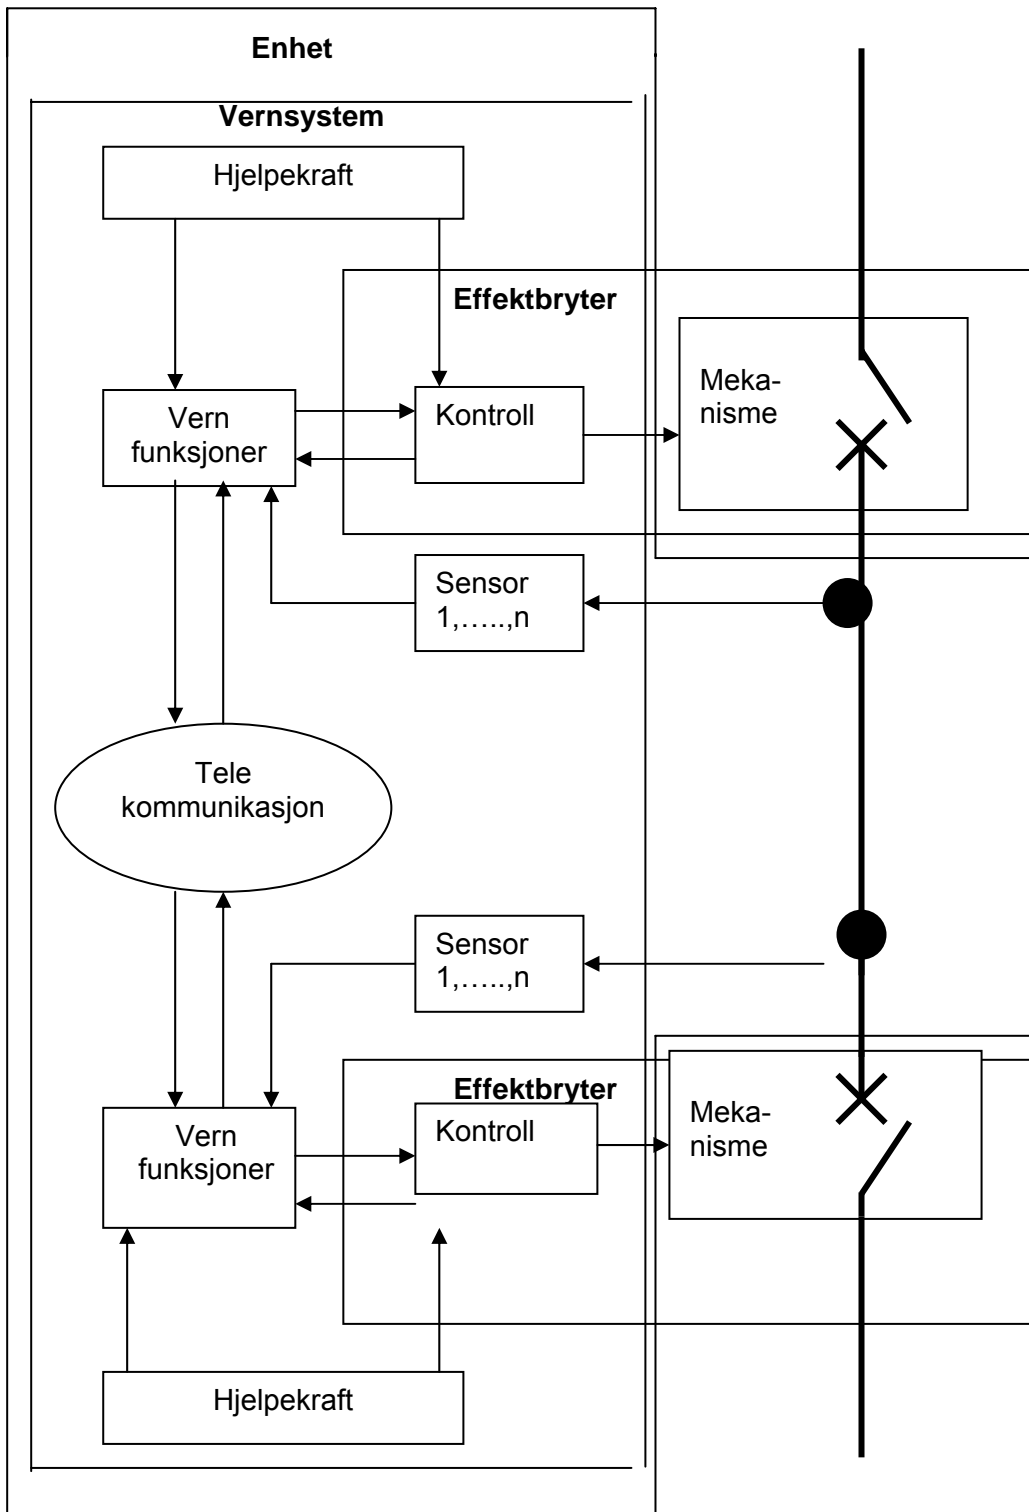 Enhet
Vernsystem
Hjelpekraft
Effektbryter
Meka-
nisme
Vern
funksjoner
Kontroll
Sensor
1,…..,n
Tele
kommunikasjon
Sensor
1,…..,n
Effektbryter
Vern
funksjoner
Kontroll
Meka-
nisme
Hjelpekraft